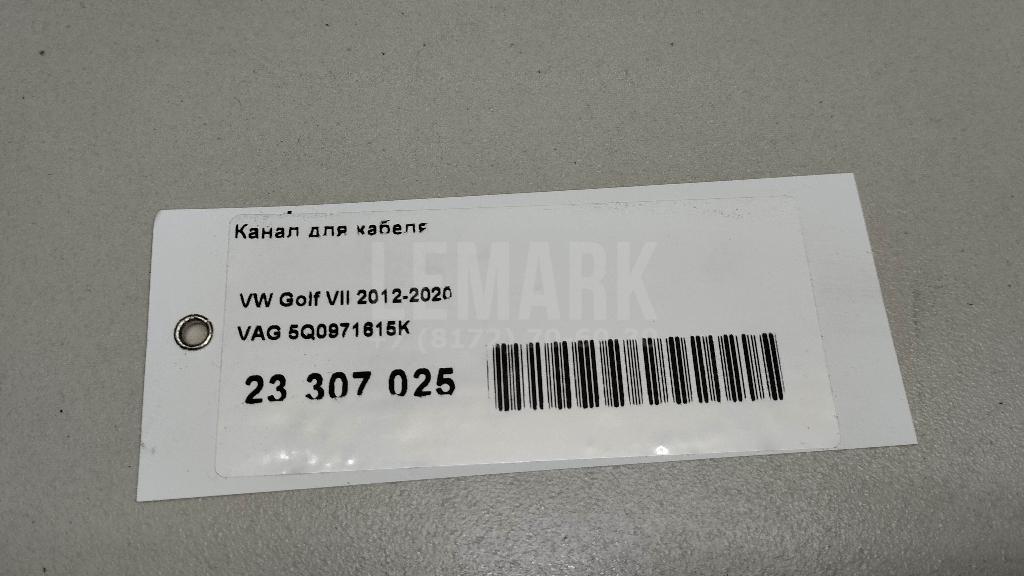 Канал для кабеля
VW Golf VII 2012-2020
VAG 5Q0971615K
23 307 025
LEMARK